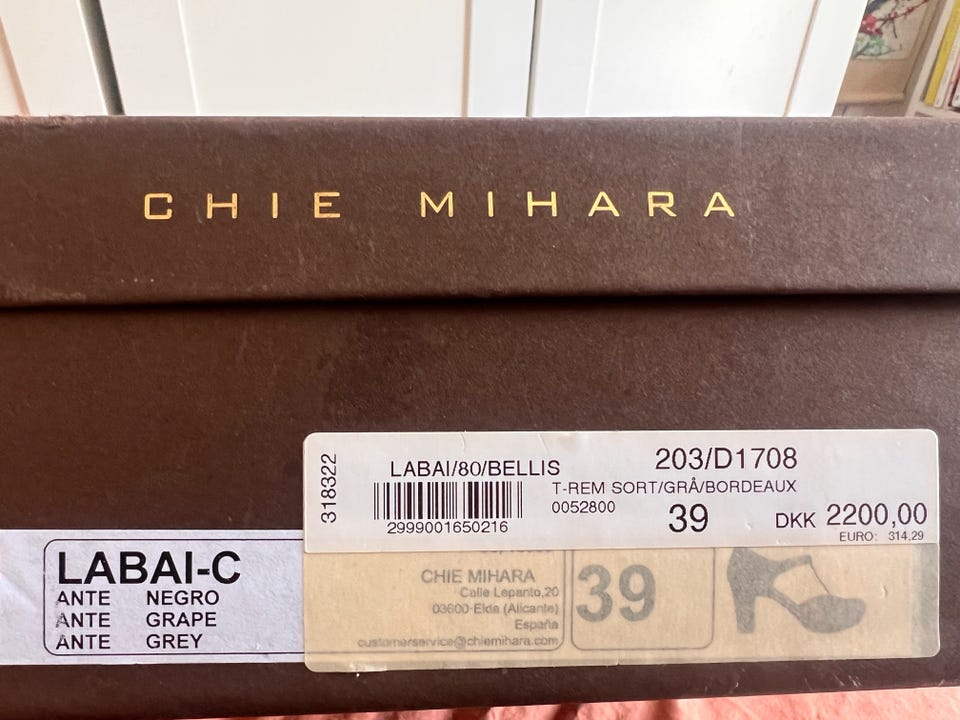 CHIE MIHARA
318322
LABAI/80/BELLIS
2999001650216
203/D1708
T-REM SORT/GRÅ/BORDEAUX
0052800
39
DKK 2200,00
EURO: 314,29
LABAI-C
ANTE NEGRO
ANTE GRAPE
ANTE GREY
CHIE MIHARA
Calle Lepanto,20
03600-Elda (Alicante)
España
customerservice@chiemihara.com
39